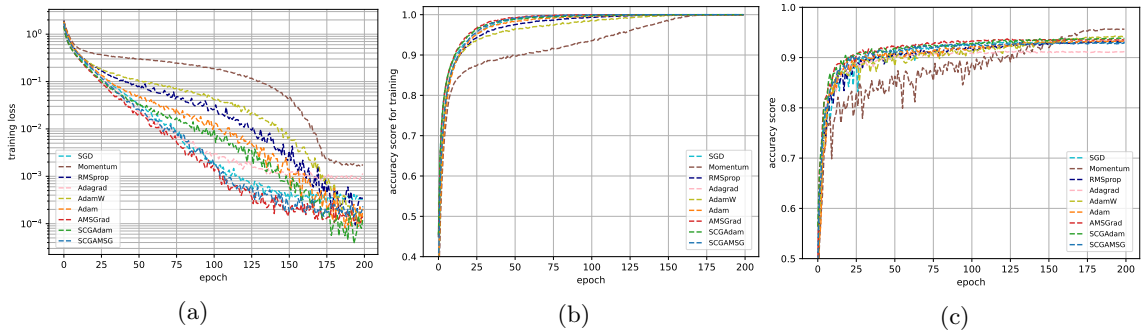 training loss
10⁰
10⁻¹
10⁻²
10⁻³
10⁻⁴
SGD
Momentum
RMSprop
Adagrad
AdamW
Adam
AMSGrad
SCGAdam
SCGAMSG
0 25 50 75 100 125 150 175 200
epoch
(a)
accuracy score for training
1.0
0.9
0.8
0.7
0.6
0.5
0.4
SGD
Momentum
RMSprop
Adagrad
AdamW
Adam
AMSGrad
SCGAdam
SCGAMSG
0 25 50 75 100 125 150 175 200
epoch
(b)
accuracy score
1.0
0.9
0.8
0.7
0.6
0.5
SGD
Momentum
RMSprop
Adagrad
AdamW
Adam
AMSGrad
SCGAdam
SCGAMSG
0 25 50 75 100 125 150 175 200
epoch
(c)